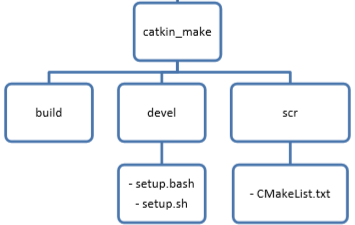 catkin_make
build
devel
scr
- setup.bash
- setup.sh
- CMakeList.txt